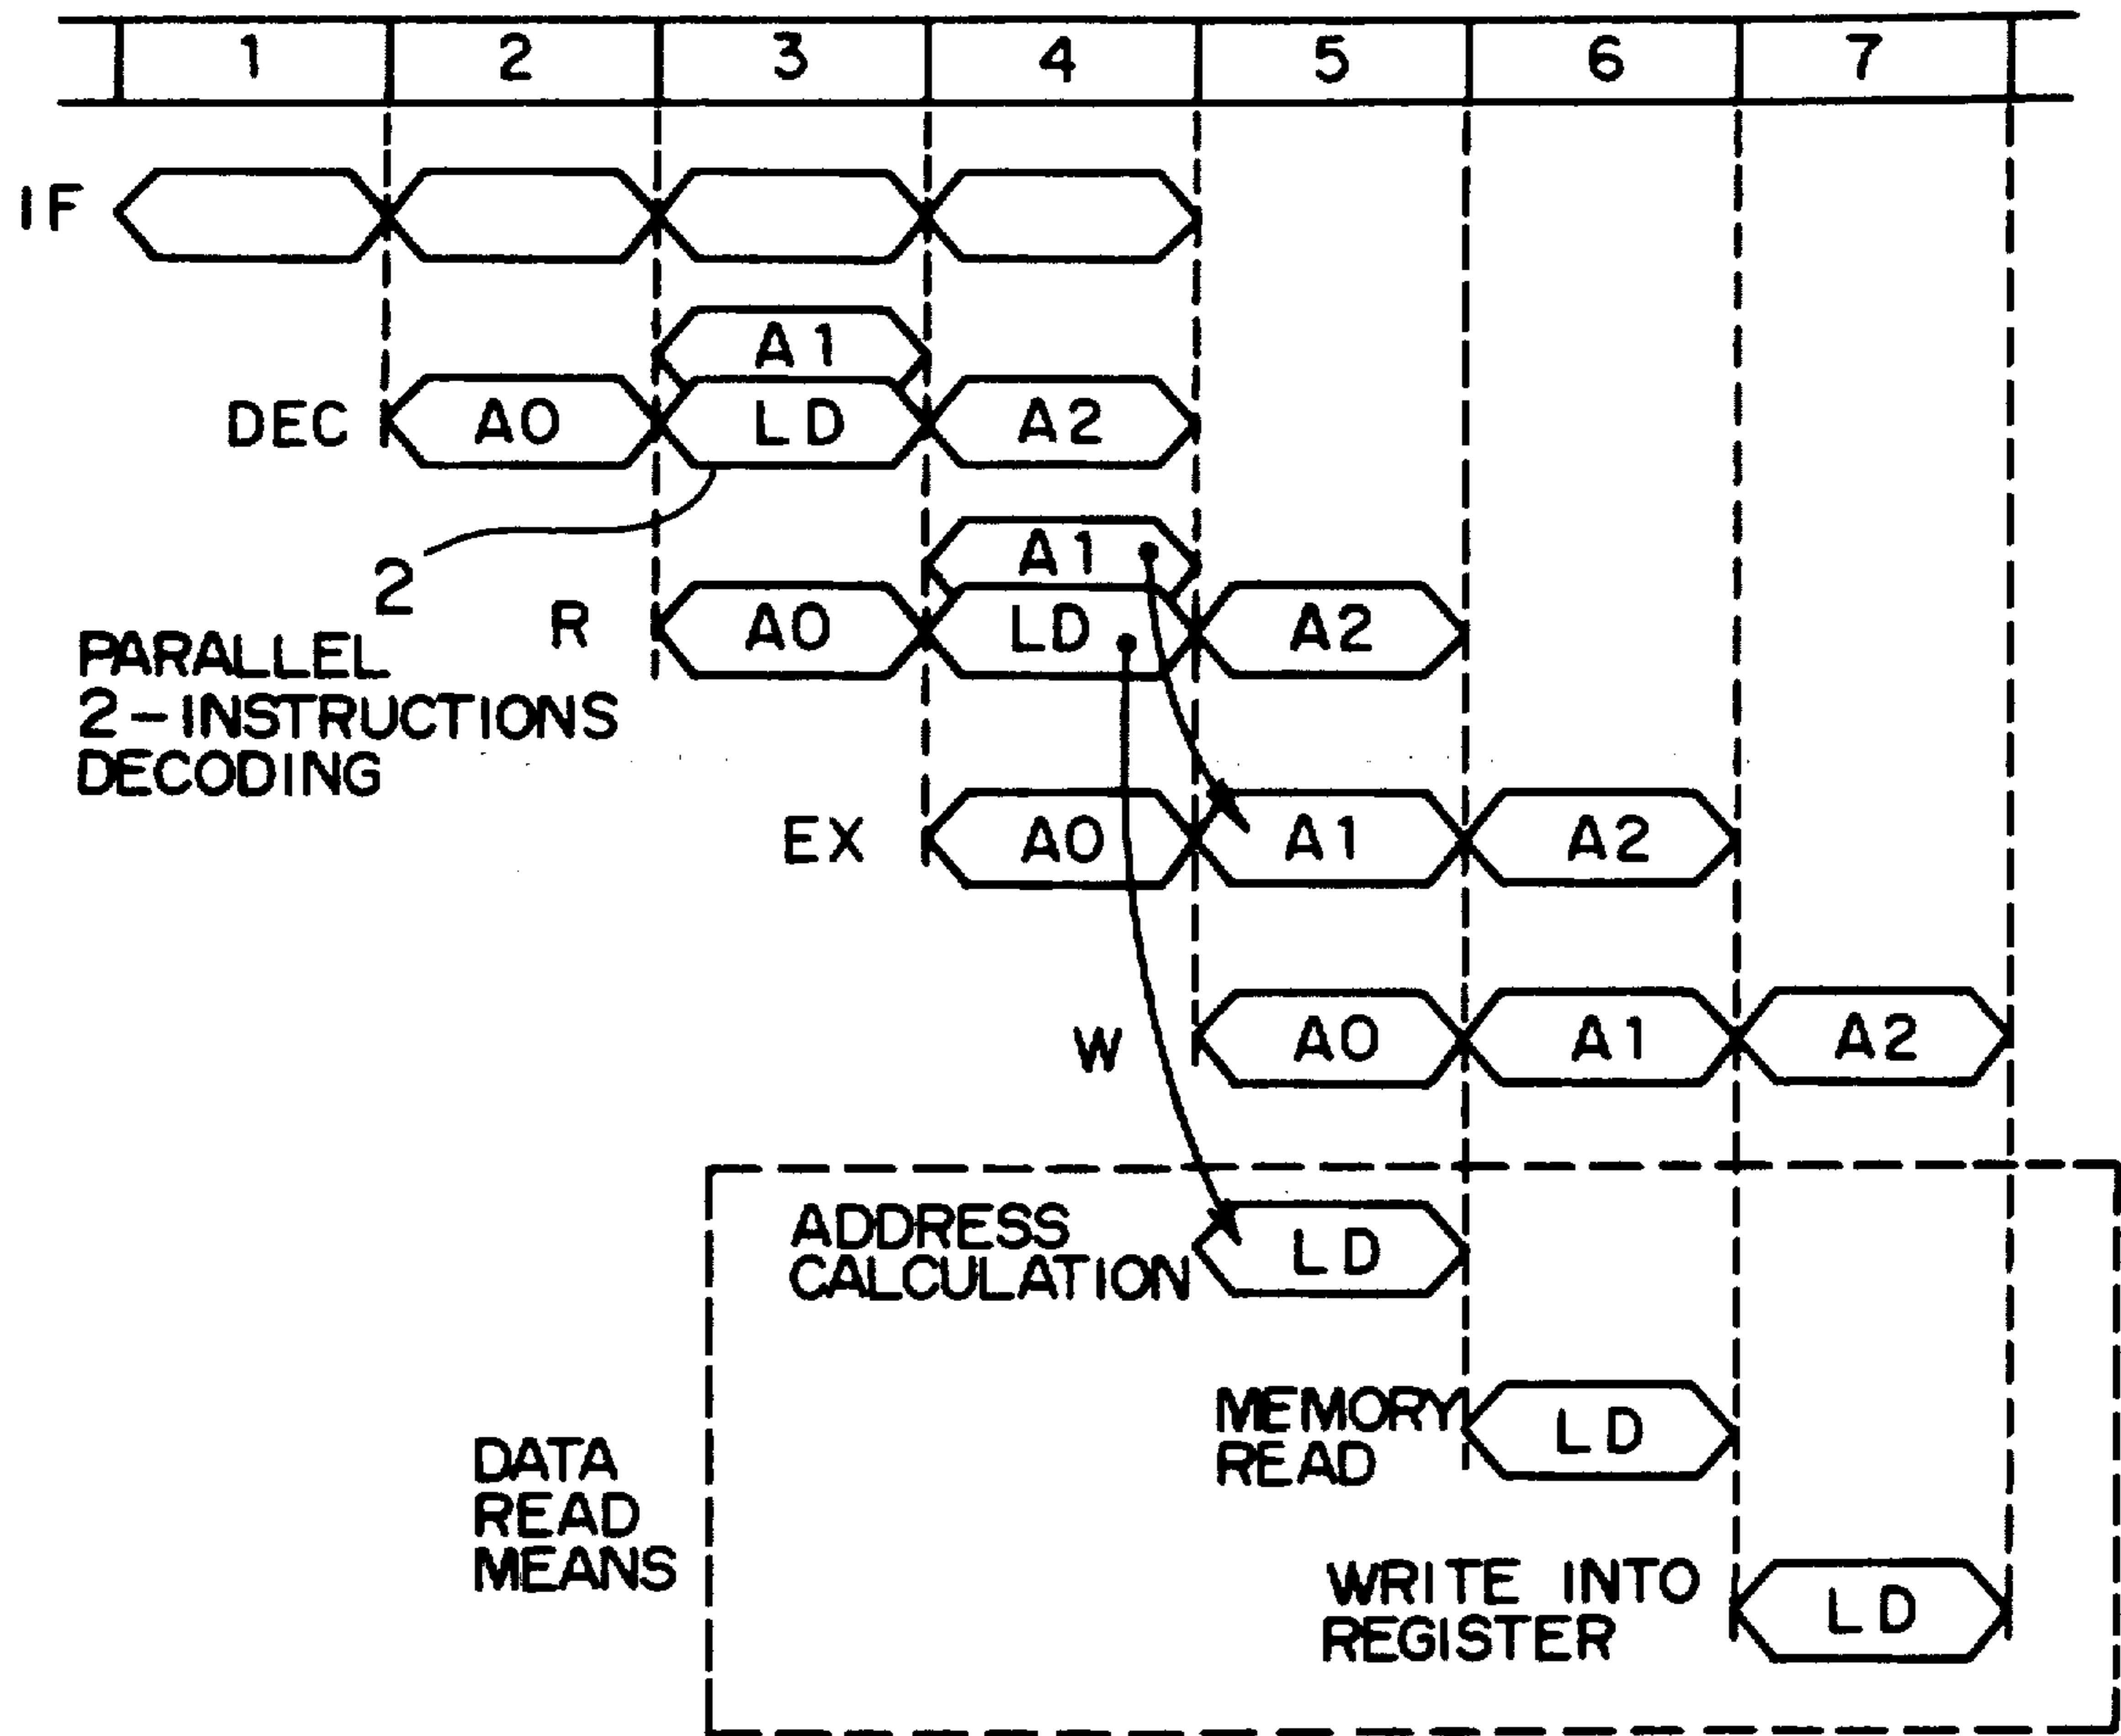 1 2 3 4 5 6 7
IF
A1
DEC A0 LD A2
A1
2
R A0 LD A2
PARALLEL
2-INSTRUCTIONS
DECODING
EX A0 A1 A2
W A0 A1 A2
ADDRESS
CALCULATION
LD
MEMORY
READ
LD
DATA
READ
MEANS
WRITE INTO
REGISTER
LD